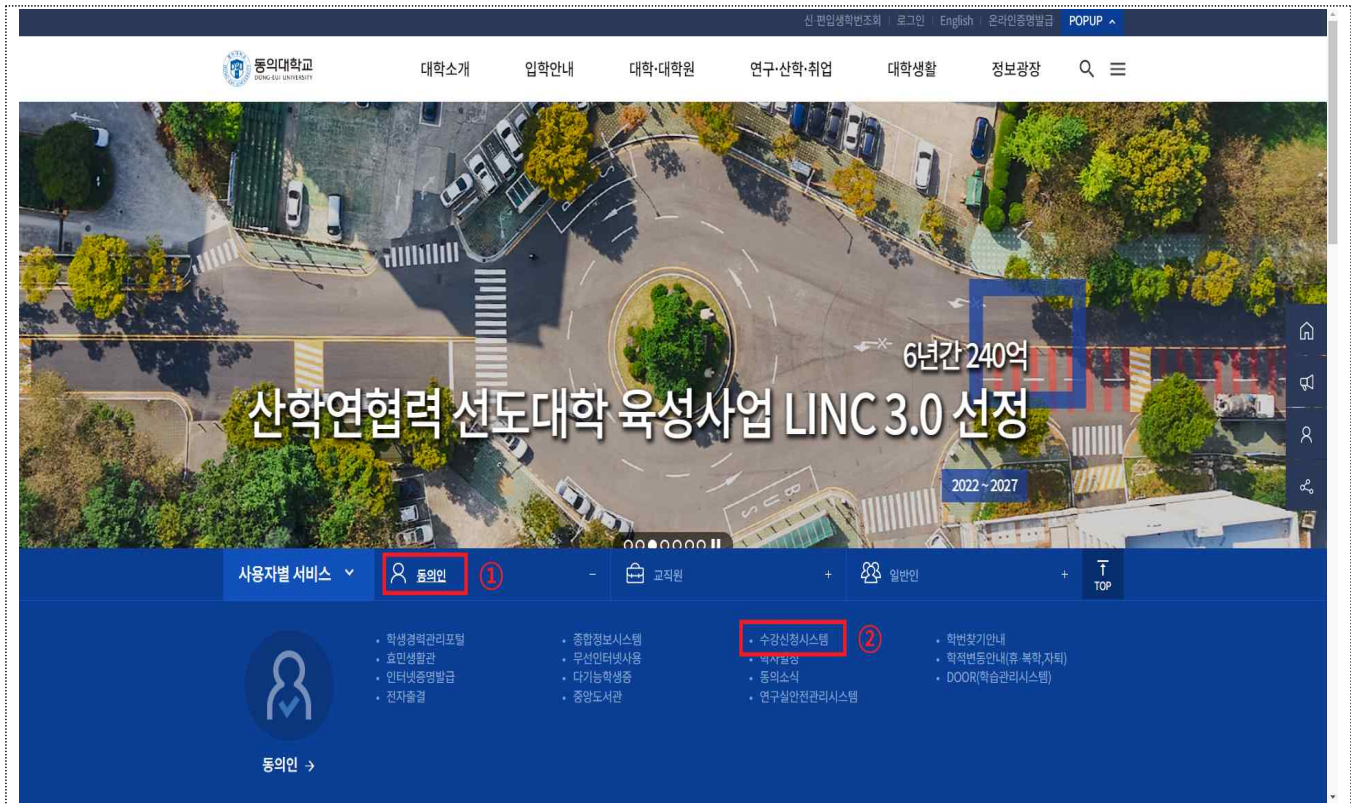 신·편입생학번조회 로그인 English 온라인증명발급 POPUP
동의대학교
DONG-EUI UNIVERSITY
대학소개 입학안내 대학·대학원 연구·산학·취업 대학생활 정보광장
6년간 240억
산학연협력 선도대학 육성사업 LINC 3.0 선정
2022 ~ 2027
BUS
사용자별 서비스 동의인 ① - 교직원 + 일반인 + TOP
• 학생경력관리포털 • 종합정보시스템 • 수강신청시스템 ② • 학번찾기안내
• 효민생활관 • 무선인터넷사용 • 학사일정 • 학적변동안내(휴·복학,자퇴)
• 인터넷증명발급 • 다기능학생증 • 동의소식 • DOOR(학습관리시스템)
• 전자출결 • 중앙도서관 • 연구실안전관리시스템
동의인 →